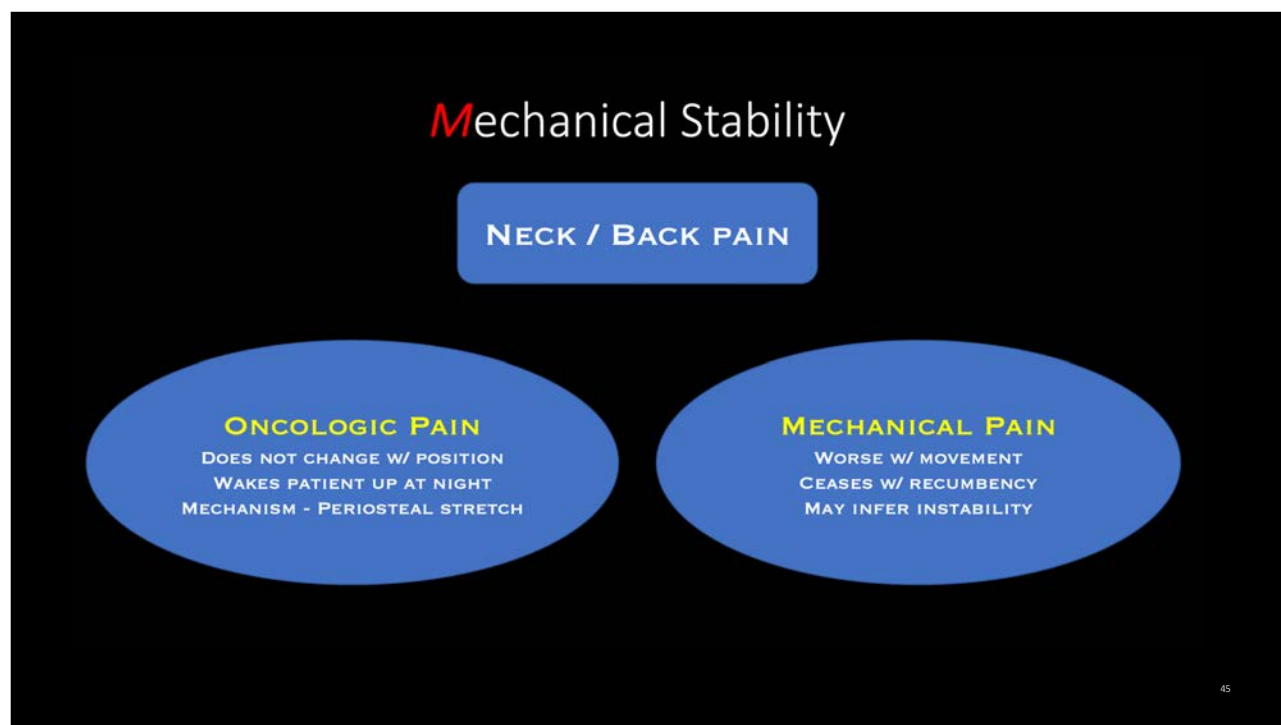 Mechanical Stability
NECK / BACK PAIN
ONCOLOGIC PAIN
DOES NOT CHANGE W/ POSITION
WAKES PATIENT UP AT NIGHT
MECHANISM - PERIOSTEAL STRETCH
MECHANICAL PAIN
WORSE W/ MOVEMENT
CEASES W/ RECUMBENCY
MAY INFER INSTABILITY
45